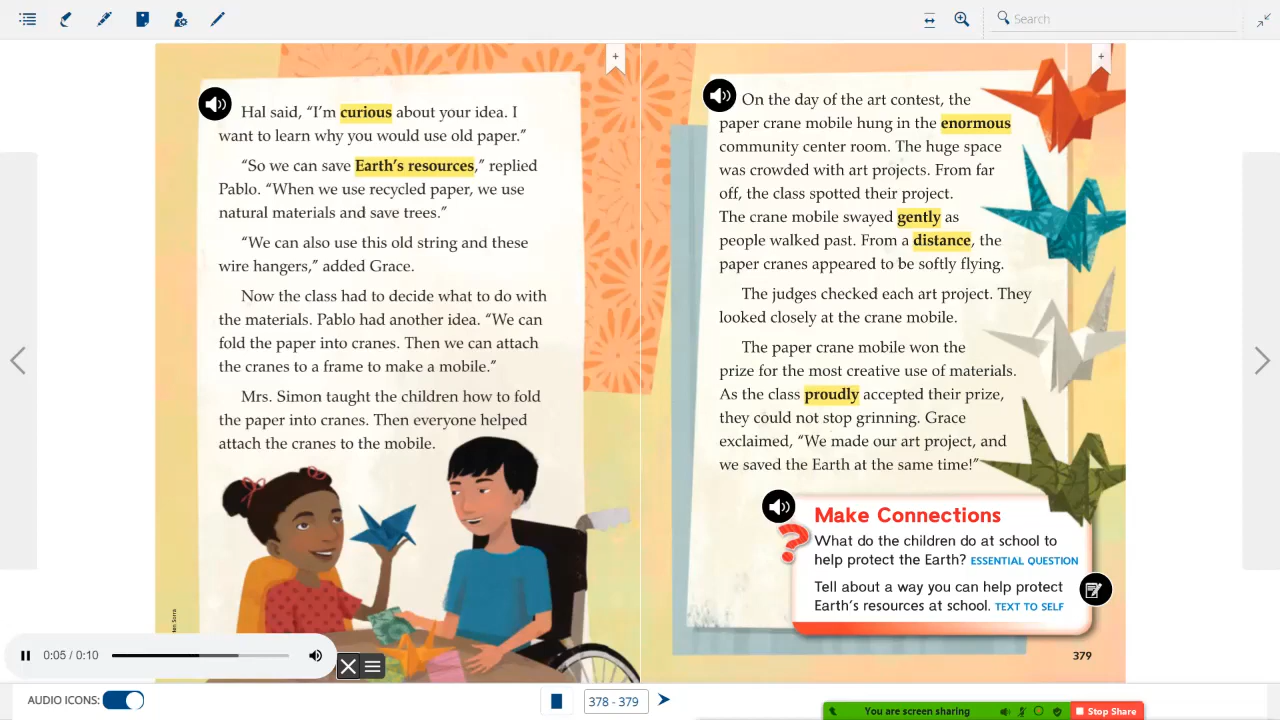 Search
Hal said, “I’m curious about your idea. I
want to learn why you would use old paper.”
“So we can save Earth’s resources,” replied
Pablo. “When we use recycled paper, we use
natural materials and save trees.”
“We can also use this old string and these
wire hangers,” added Grace.
Now the class had to decide what to do with
the materials. Pablo had another idea. “We can
fold the paper into cranes. Then we can attach
the cranes to a frame to make a mobile.”
Mrs. Simon taught the children how to fold
the paper into cranes. Then everyone helped
attach the cranes to the mobile.
On the day of the art contest, the
paper crane mobile hung in the enormous
community center room. The huge space
was crowded with art projects. From far
off, the class spotted their project.
The crane mobile swayed gently as
people walked past. From a distance, the
paper cranes appeared to be softly flying.
The judges checked each art project. They
looked closely at the crane mobile.
The paper crane mobile won the
prize for the most creative use of materials.
As the class proudly accepted their prize,
they could not stop grinning. Grace
exclaimed, “We made our art project, and
we saved the Earth at the same time!”
? Make Connections
What do the children do at school to
help protect the Earth? ESSENTIAL QUESTION
Tell about a way you can help protect
Earth’s resources at school. TEXT TO SELF
379
0:05 / 0:10
AUDIO ICONS:
378 - 379
You are screen sharing
Stop Share